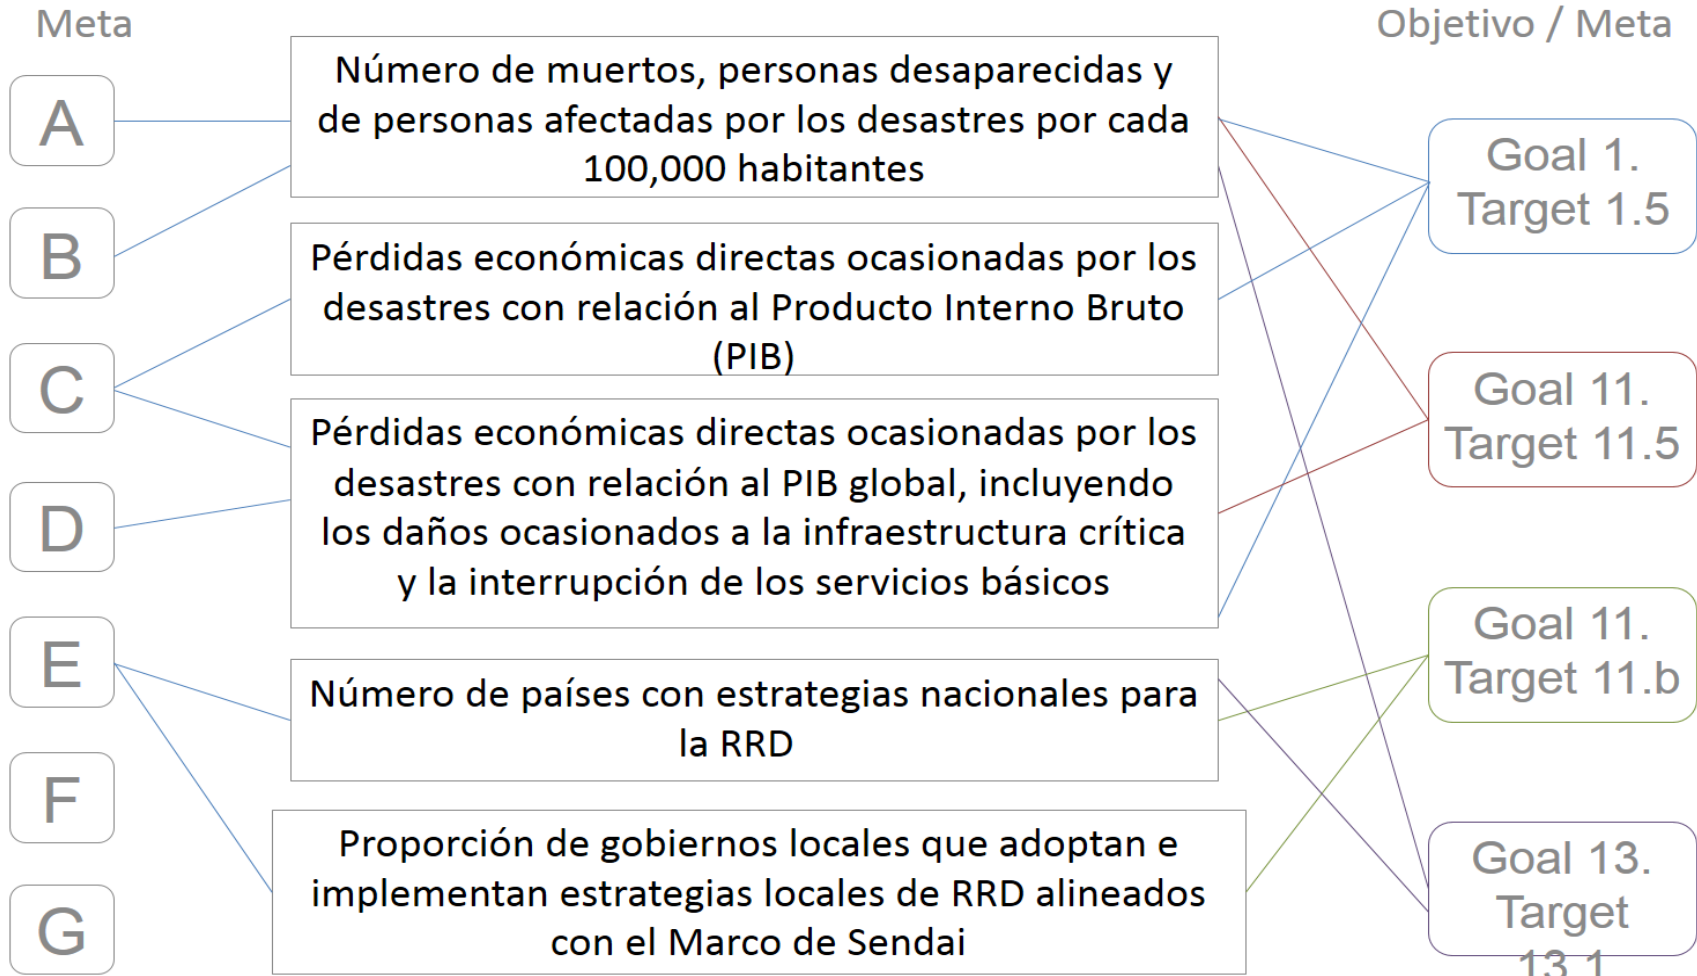 Meta
Objetivo / Meta
A
B
C
D
E
F
G
Número de muertos, personas desaparecidas y
de personas afectadas por los desastres por cada
100,000 habitantes
Pérdidas económicas directas ocasionadas por los
desastres con relación al Producto Interno Bruto
(PIB)
Pérdidas económicas directas ocasionadas por los
desastres con relación al PIB global, incluyendo
los daños ocasionados a la infraestructura crítica
y la interrupción de los servicios básicos
Número de países con estrategias nacionales para
la RRD
Proporción de gobiernos locales que adoptan e
implementan estrategias locales de RRD alineados
con el Marco de Sendai
Goal 1.
Target 1.5
Goal 11.
Target 11.5
Goal 11.
Target 11.b
Goal 13.
Target
13.1